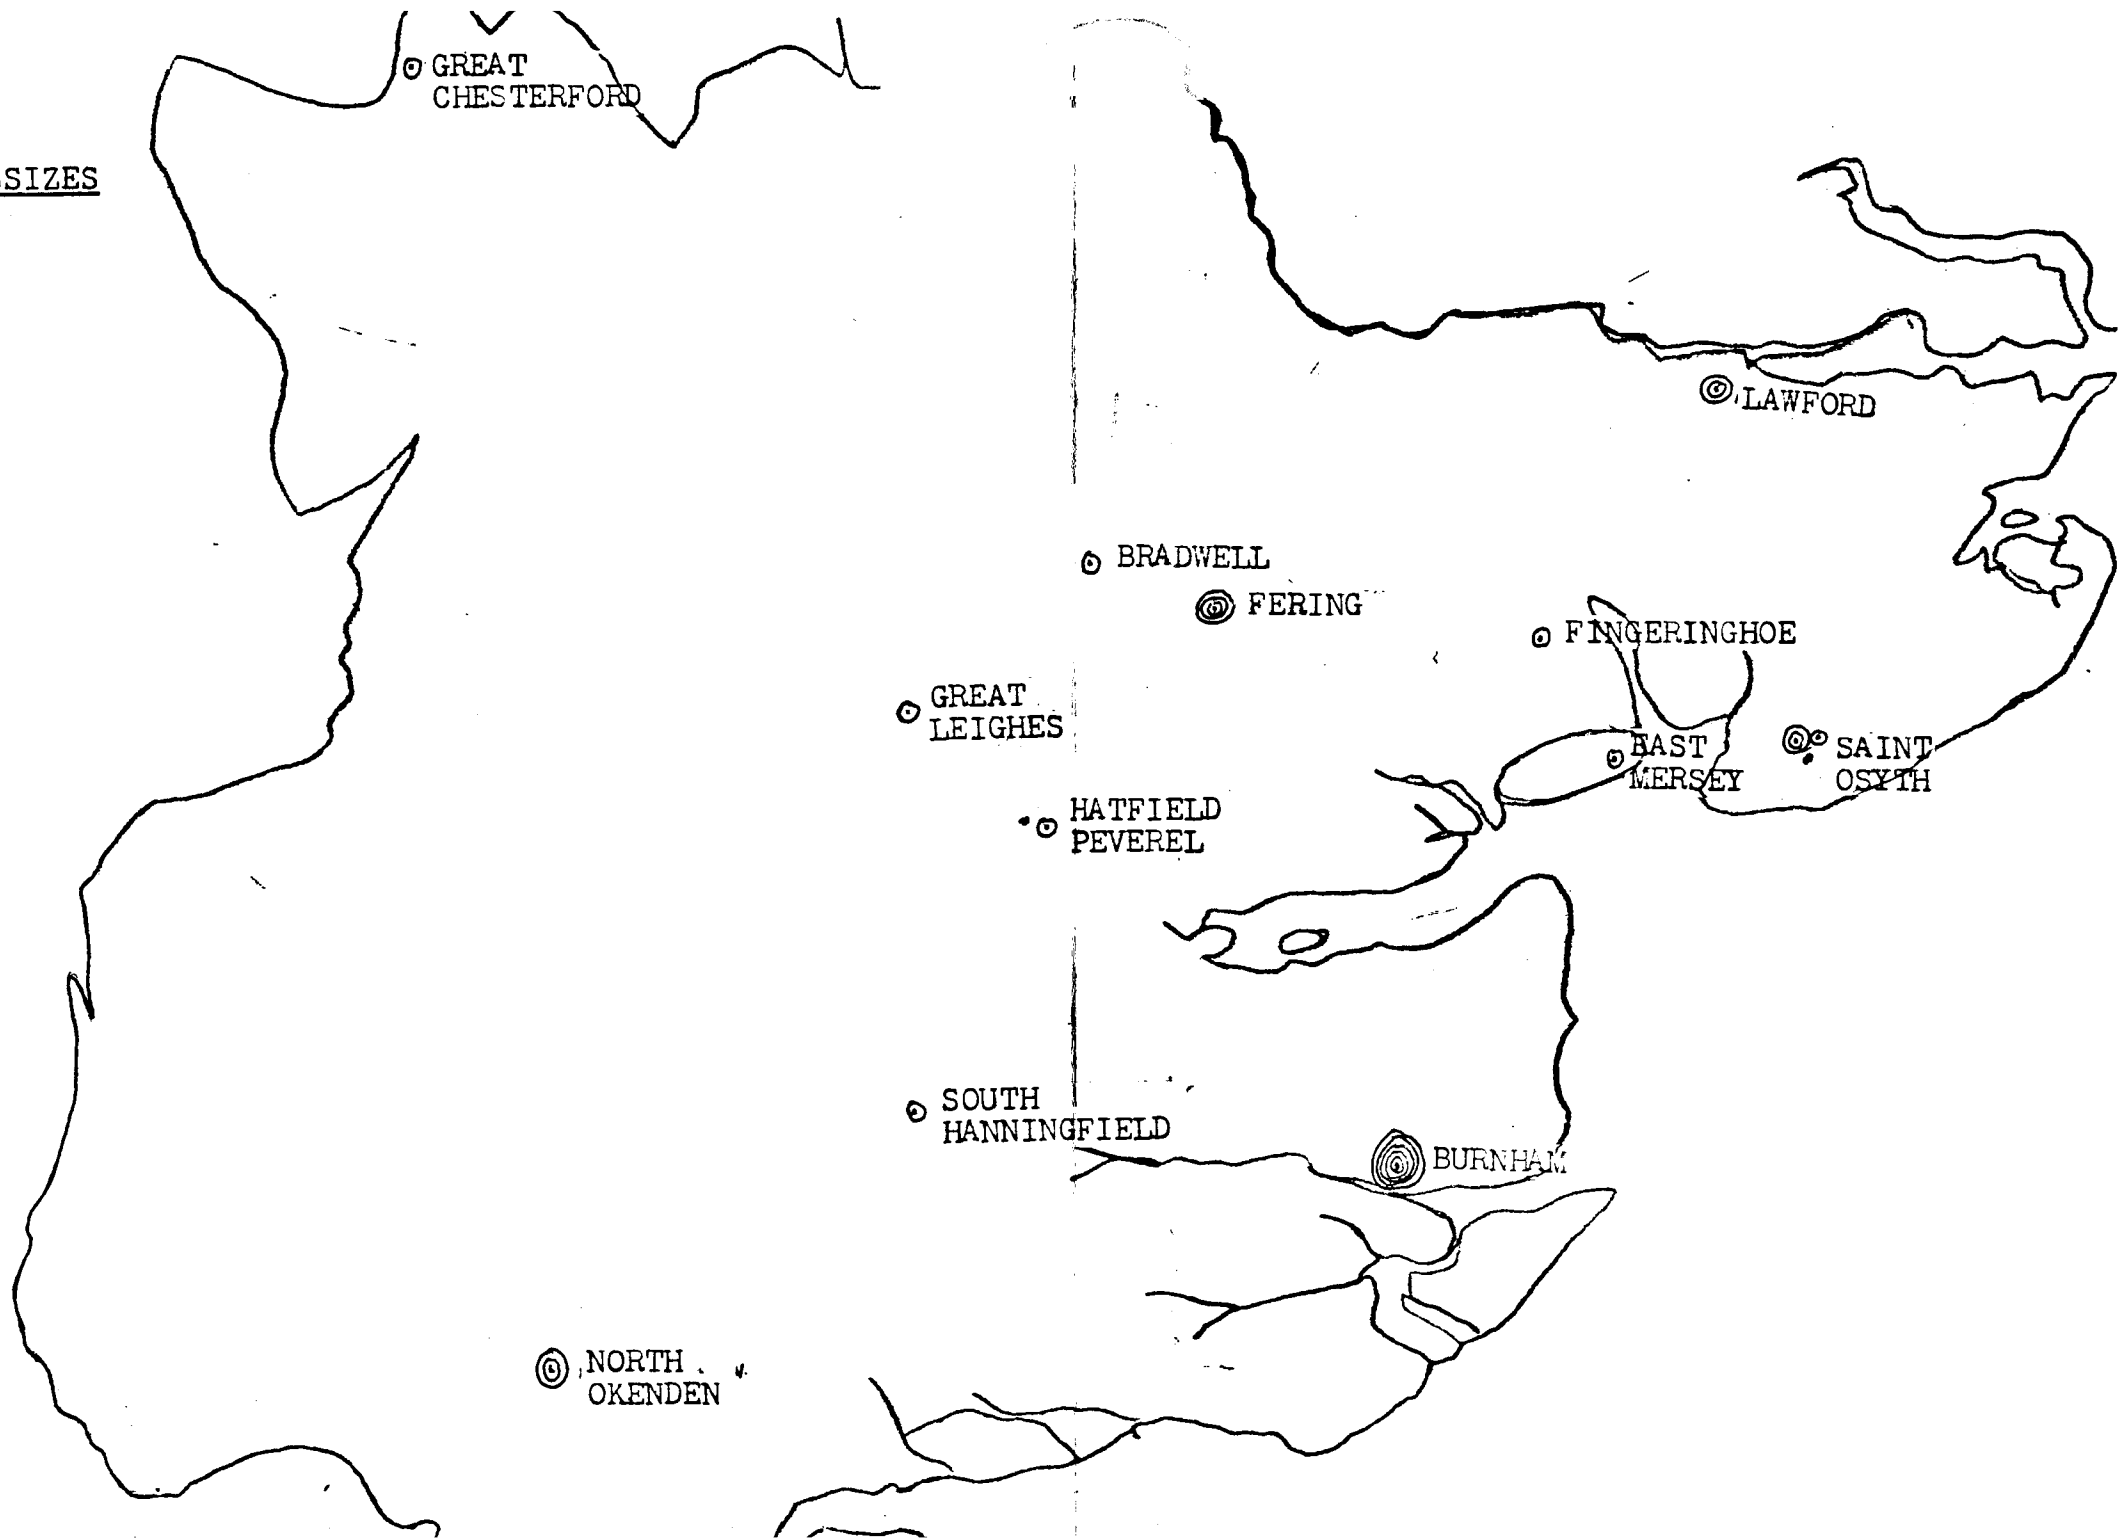 GREAT
CHESTERFORD
SIZES
LAWFORD
BRADWELL
FERING
FINGERINGHOE
GREAT
LEIGHES
EAST
MERSEY
SAINT
OSYTH
HATFIELD
PEVEREL
SOUTH
HANNINGFIELD
BURNHAM
NORTH
OKENDEN